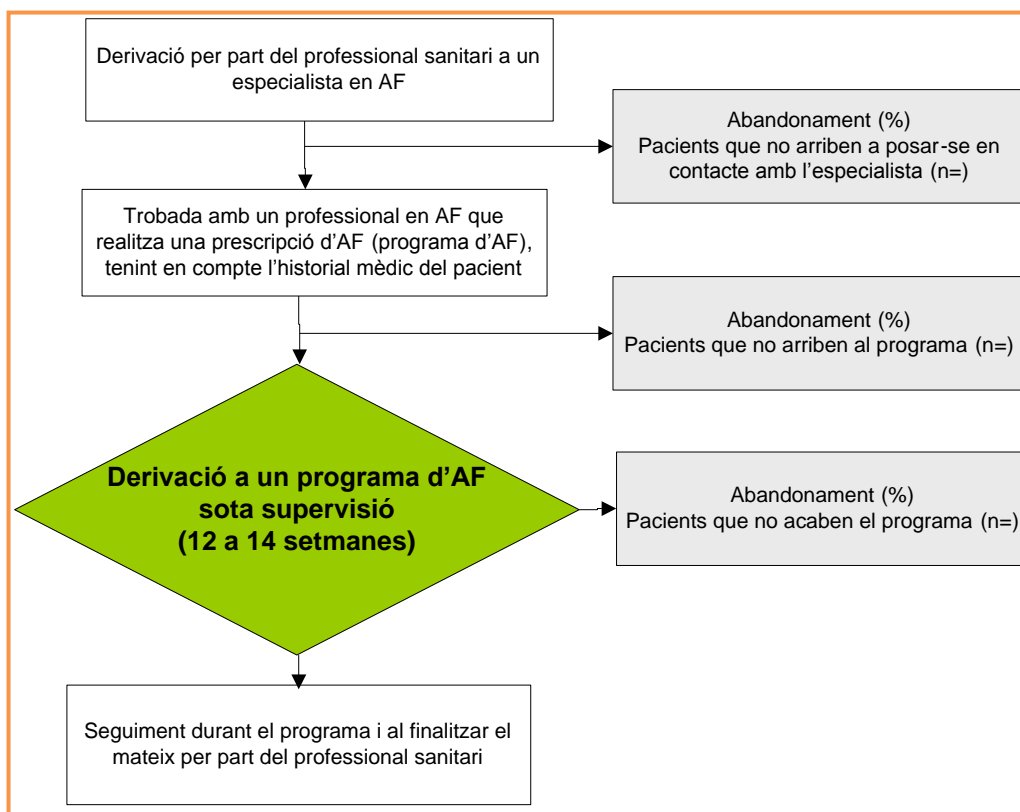 Derivació per part del professional sanitari a un
especialista en AF
Abandonament (%)
Pacients que no arriben a posar-se en
contacte amb l’especialista (n=)
Trobada amb un professional en AF que
realitza una prescripció d’AF (programa d’AF),
tenint en compte l’historial mèdic del pacient
Abandonament (%)
Pacients que no arriben al programa (n=)
Derivació a un programa d’AF
sota supervisió
(12 a 14 setmanes)
Abandonament (%)
Pacients que no acaben el programa (n=)
Seguiment durant el programa i al finalitzar el
mateix per part del professional sanitari